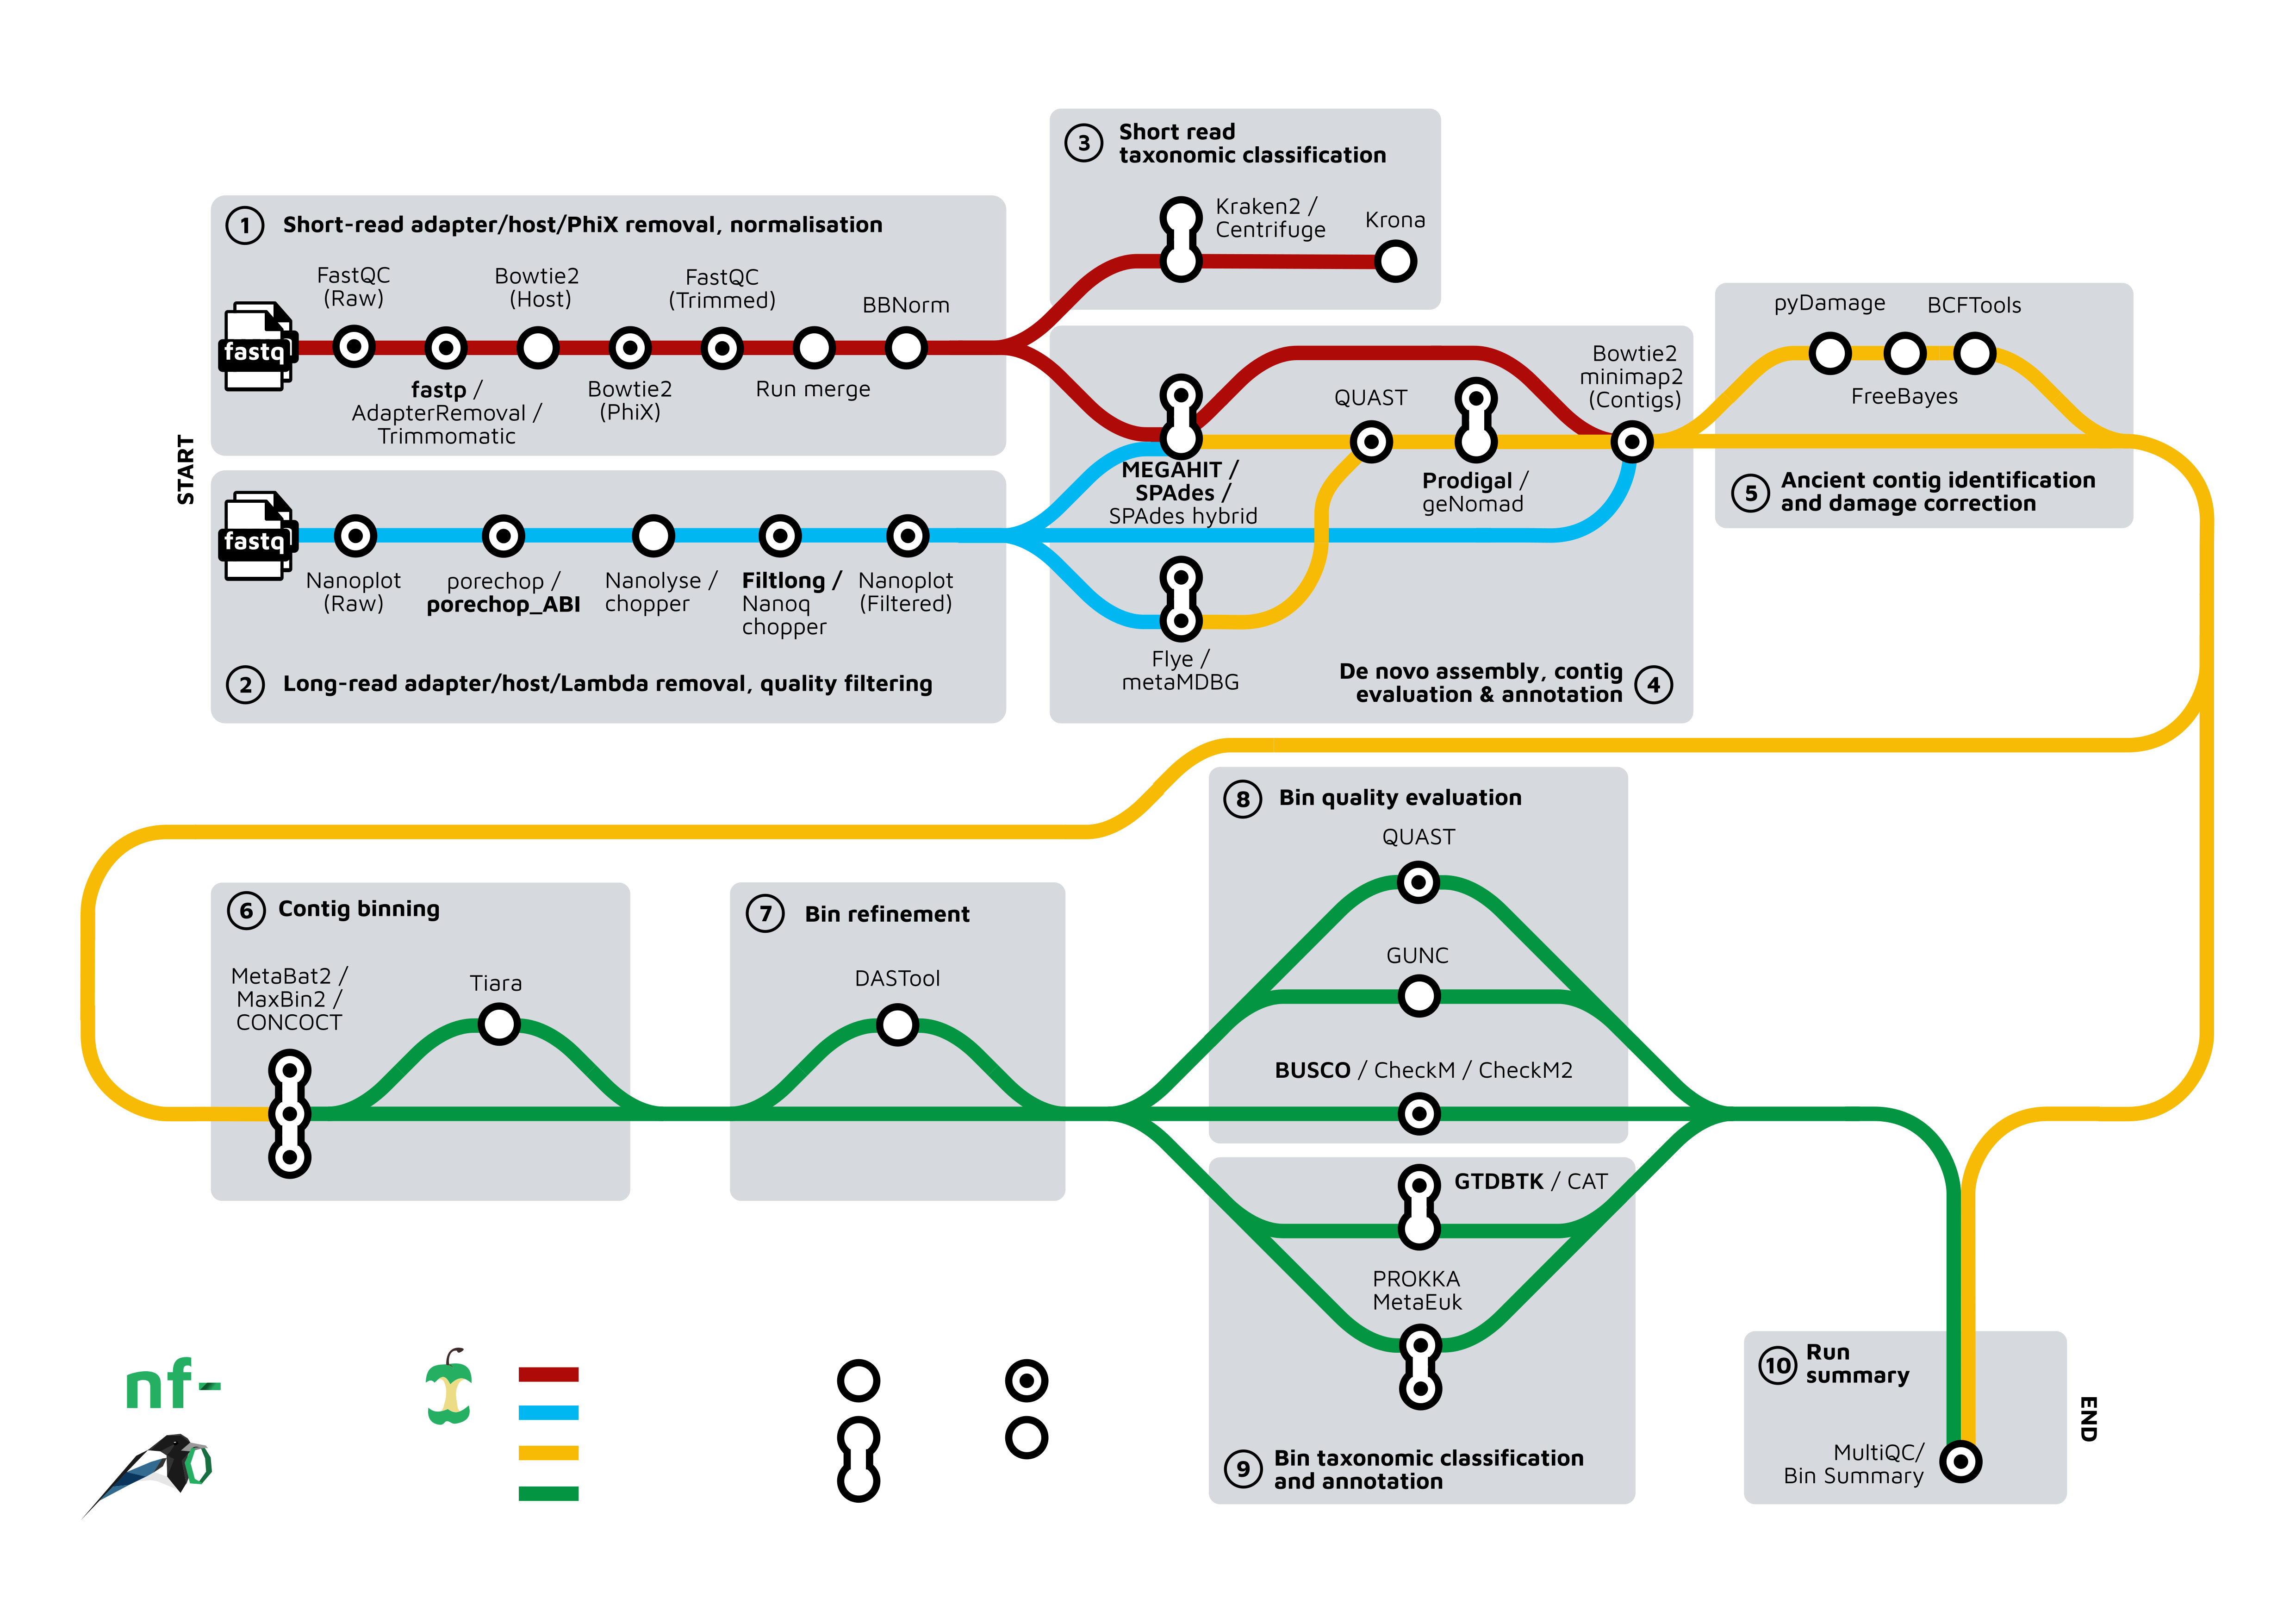 3
Short read
taxonomic classification
Kraken2 /
Centrifuge
Krona
START
1
Short-read adapter/host/PhiX removal, normalisation
fastq
FastQC
(Raw)
fastp /
AdapterRemoval /
Trimmomatic
Bowtie2
(Host)
Bowtie2
(PhiX)
FastQC
(Trimmed)
Run merge
BBNorm
fastq
Nanoplot
(Raw)
porechop /
porechop_ABI
Nanolyse /
chopper
Filtlong /
Nanoq
chopper
Nanoplot
(Filtered)
2
Long-read adapter/host/Lambda removal, quality filtering
MEGAHIT /
SPAdes /
SPAdes hybrid
QUAST
Prodigal /
geNomad
Bowtie2
minimap2
(Contigs)
Flye /
metaMDBG
De novo assembly, contig
evaluation & annotation
4
pyDamage
FreeBayes
BCFTools
5
Ancient contig identification
and damage correction
6
Contig binning
MetaBat2 /
MaxBin2 /
CONCOCT
Tiara
7
Bin refinement
DASTool
8
Bin quality evaluation
QUAST
GUNC
BUSCO / CheckM / CheckM2
GTDBTK / CAT
PROKKA
MetaEuk
9
Bin taxonomic classification
and annotation
10
Run
summary
MultiQC/
Bin Summary
END
nf-